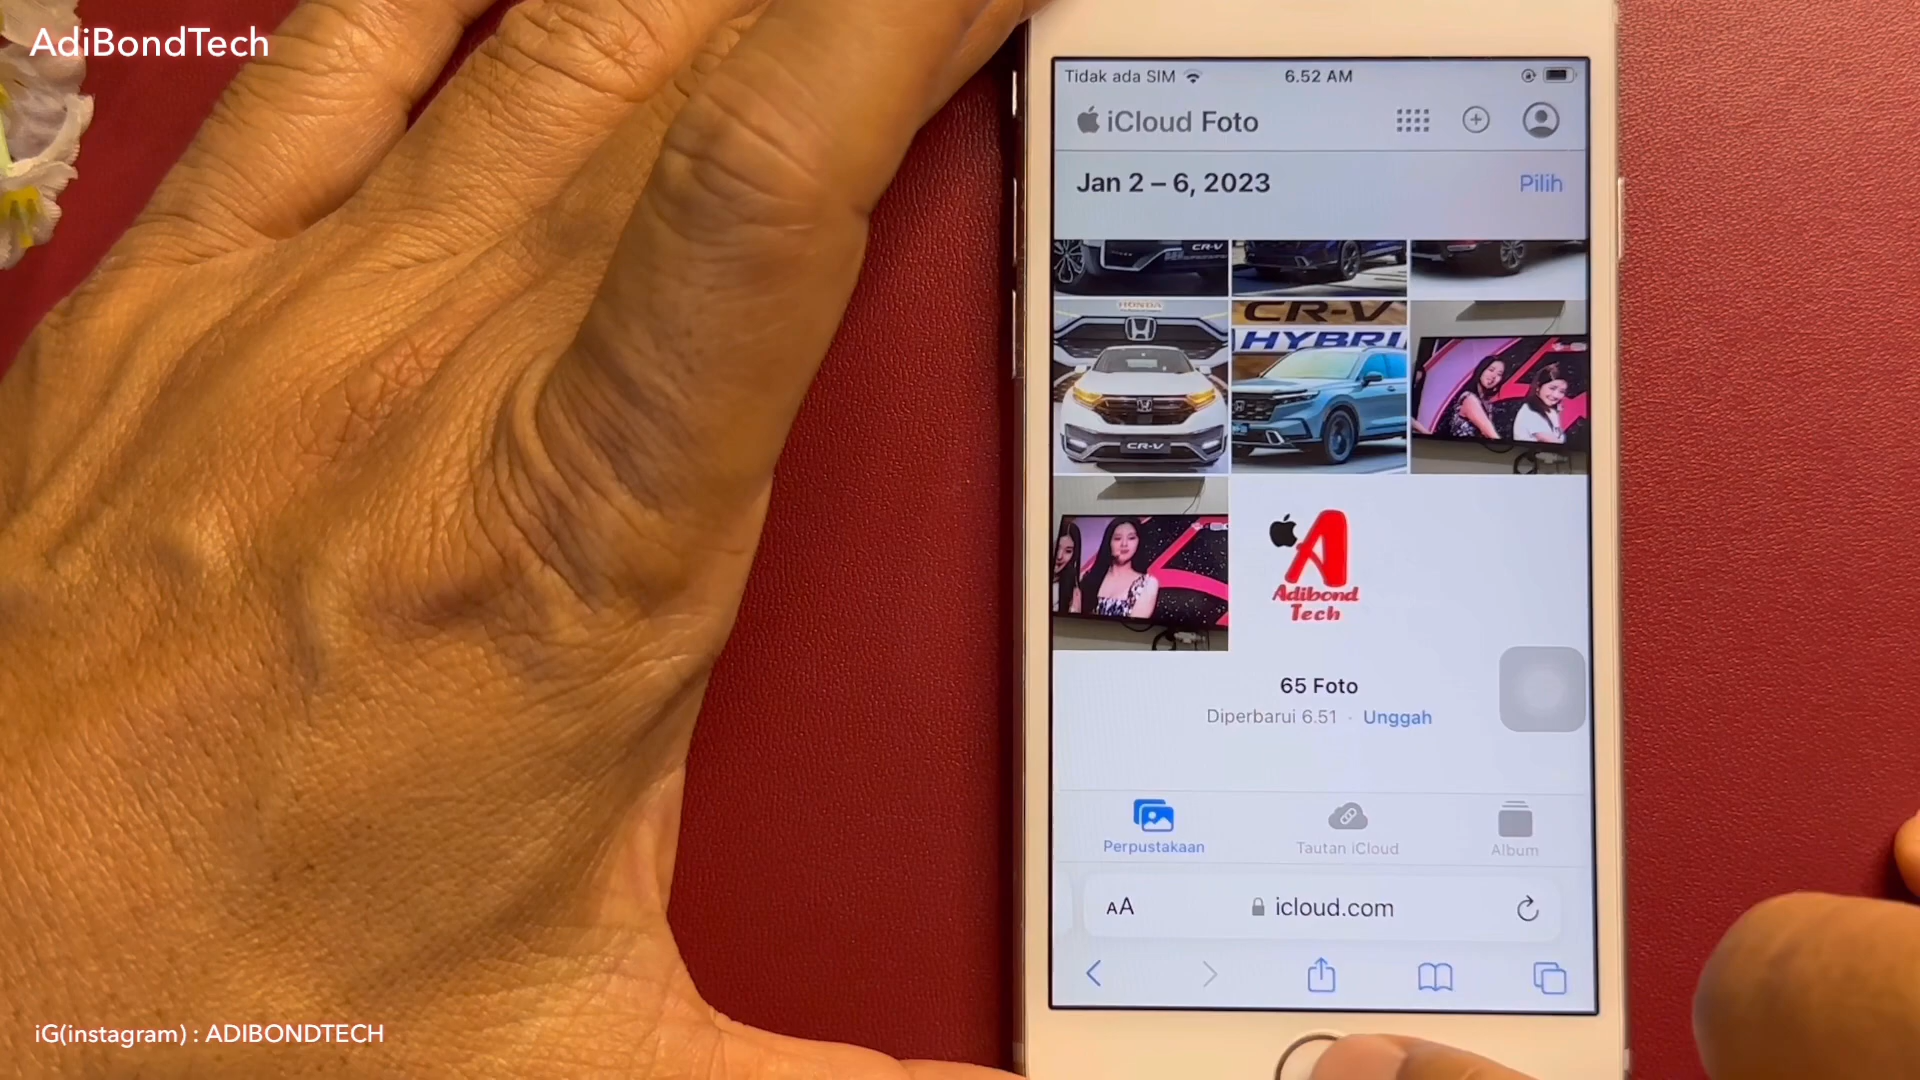 AdiBondTech
Tidak ada SIM
6.52 AM
iCloud Foto
Jan 2 – 6, 2023
Pilih
CR-V
HONDA
CR-V
HYBRI
CR-V
Adibond
Tech
65 Foto
Diperbarui 6.51 · Unggah
Perpustakaan
Tautan iCloud
Album
AA
icloud.com
iG(instagram) : ADIBONDTECH